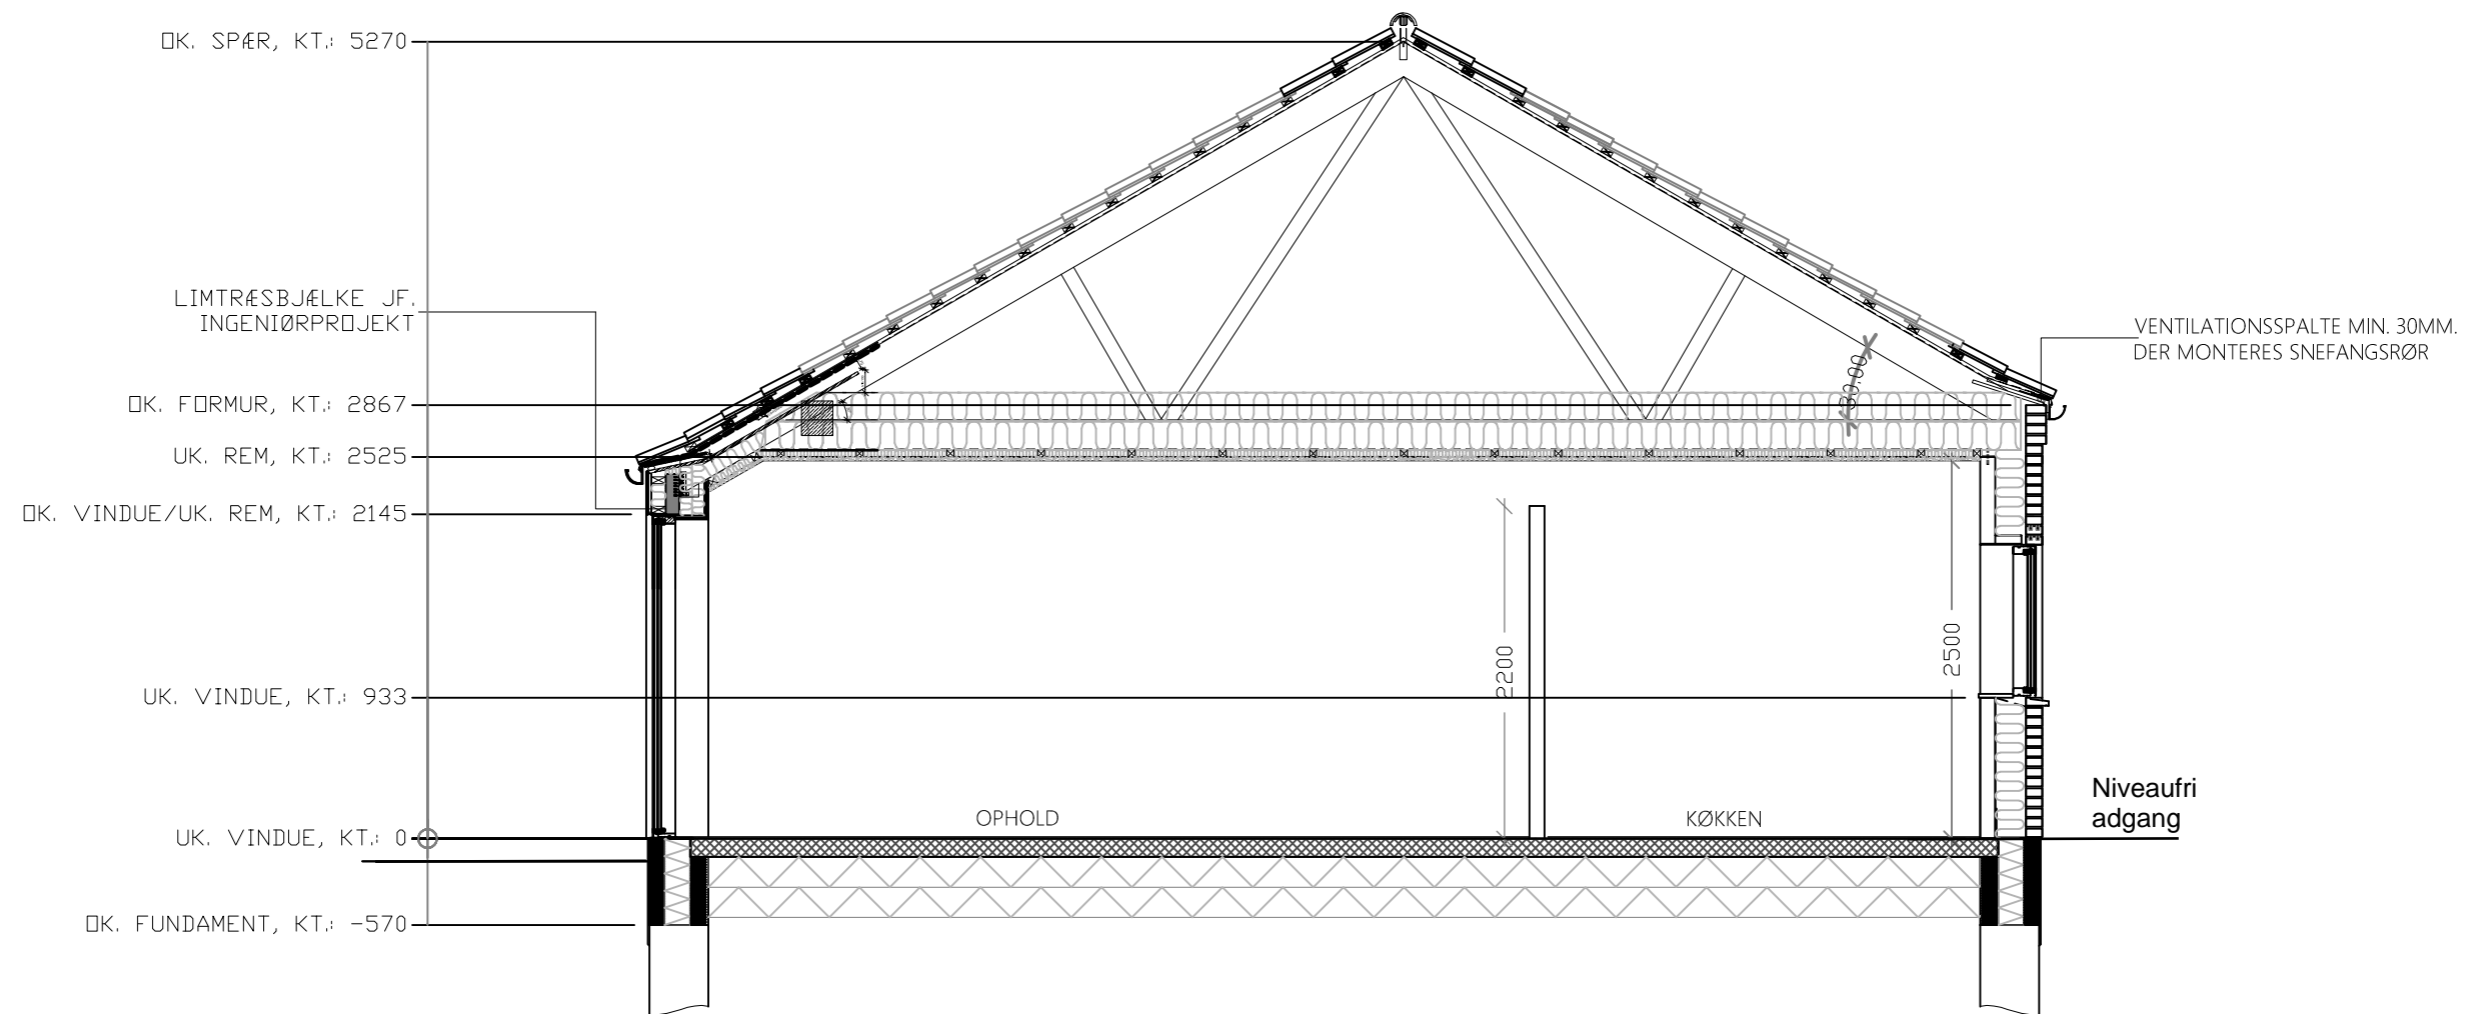 OK. SPÆR, KT.: 5270
LIMTRÆSBJÆLKE JF.
INGENIØRPROJEKT
VENTILATIONSSPALTE MIN. 30MM.
DER MONTERES SNEFANGSRØR
30.00
OK. FORMUR, KT.: 2867
UK. REM, KT.: 2525
OK. VINDUE/UK. REM, KT.: 2145
2200
2500
UK. VINDUE, KT.: 933
Niveaufri
adgang
OPHOLD
KØKKEN
UK. VINDUE, KT.: 0
OK. FUNDAMENT, KT.: -570